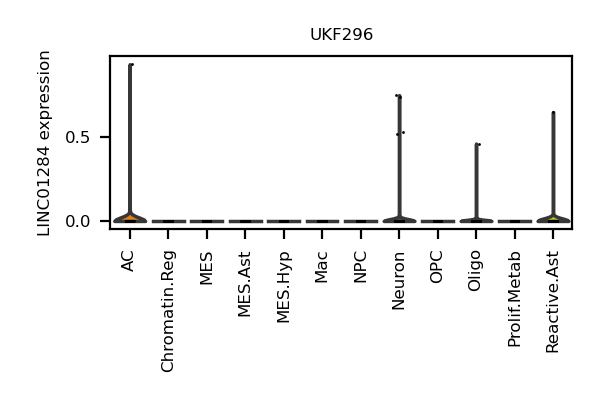 UKF296
LINC01284 expression
0.5
0.0
AC
Chromatin.Reg
MES
MES.Ast
MES.Hyp
Mac
NPC
Neuron
OPC
Oligo
Prolif.Metab
Reactive.Ast